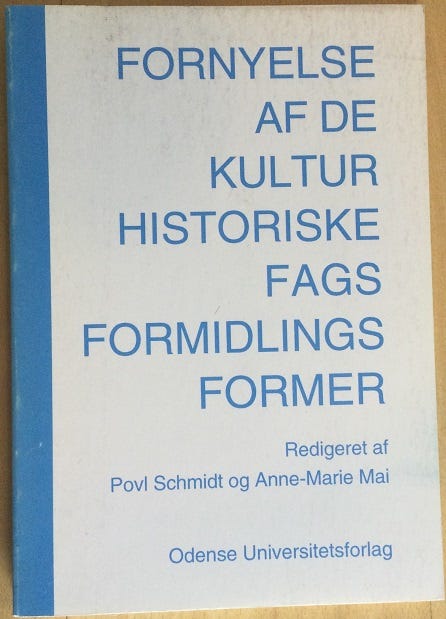 FORNYELSE
AF DE
KULTUR
HISTORISKE
FAGS
FORMIDLINGS
FORMER
Redigeret af
Povl Schmidt og Anne-Marie Mai
Odense Universitetsforlag